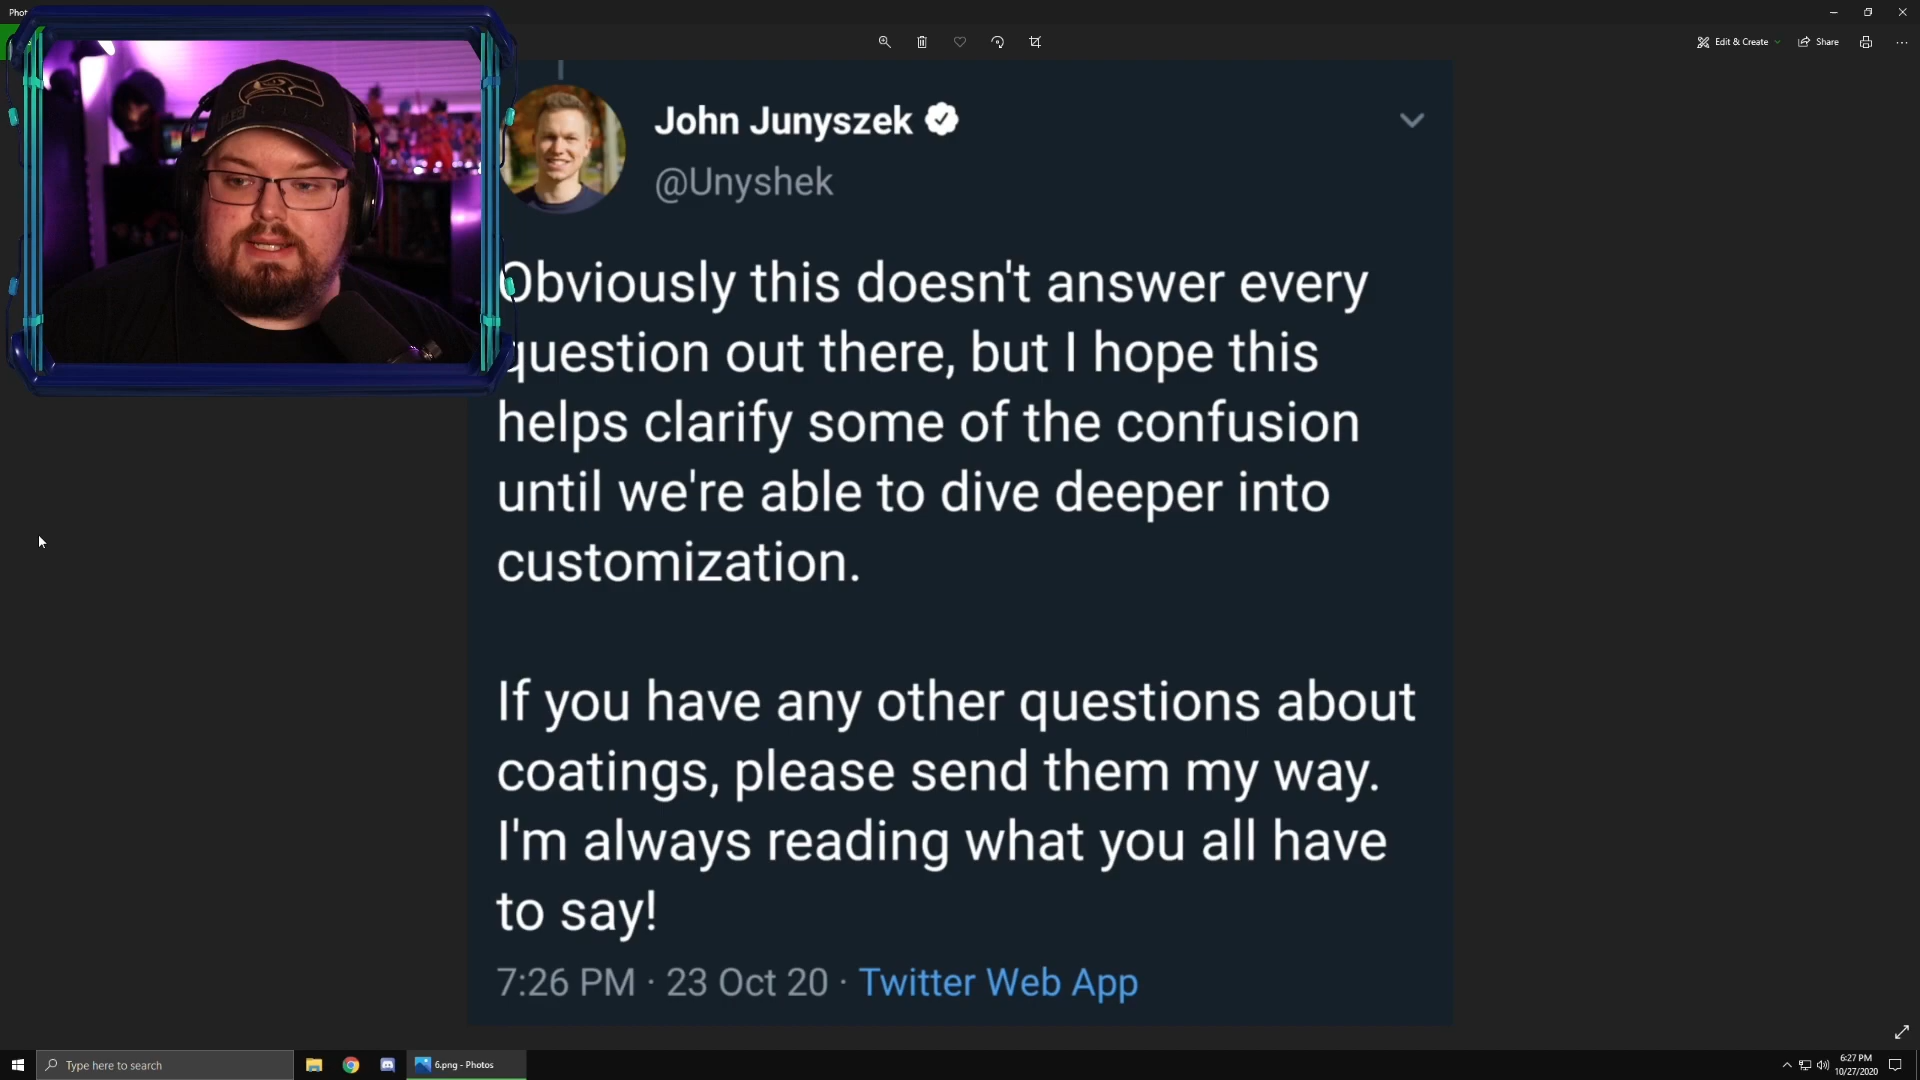 Edit & Create
Share
John Junyszek
@Unyshek
Obviously this doesn't answer every
question out there, but I hope this
helps clarify some of the confusion
until we're able to dive deeper into
customization.
If you have any other questions about
coatings, please send them my way.
I'm always reading what you all have
to say!
7:26 PM · 23 Oct 20 · Twitter Web App
Type here to search
6.png - Photos
6:27 PM
10/27/2020